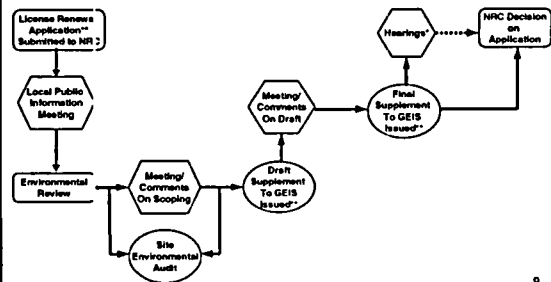 License Renewal
Application**
Submitted to NRC
Local Public
Information
Meeting
Environmental
Review
Meeting/
Comments
On Scoping
Site
Environmental
Audit
Draft
Supplement
To GEIS
Issued**
Meeting/
Comments
On Draft
Final
Supplement
To GEIS
Issued**
Hearings*
NRC Decision
on
Application
9